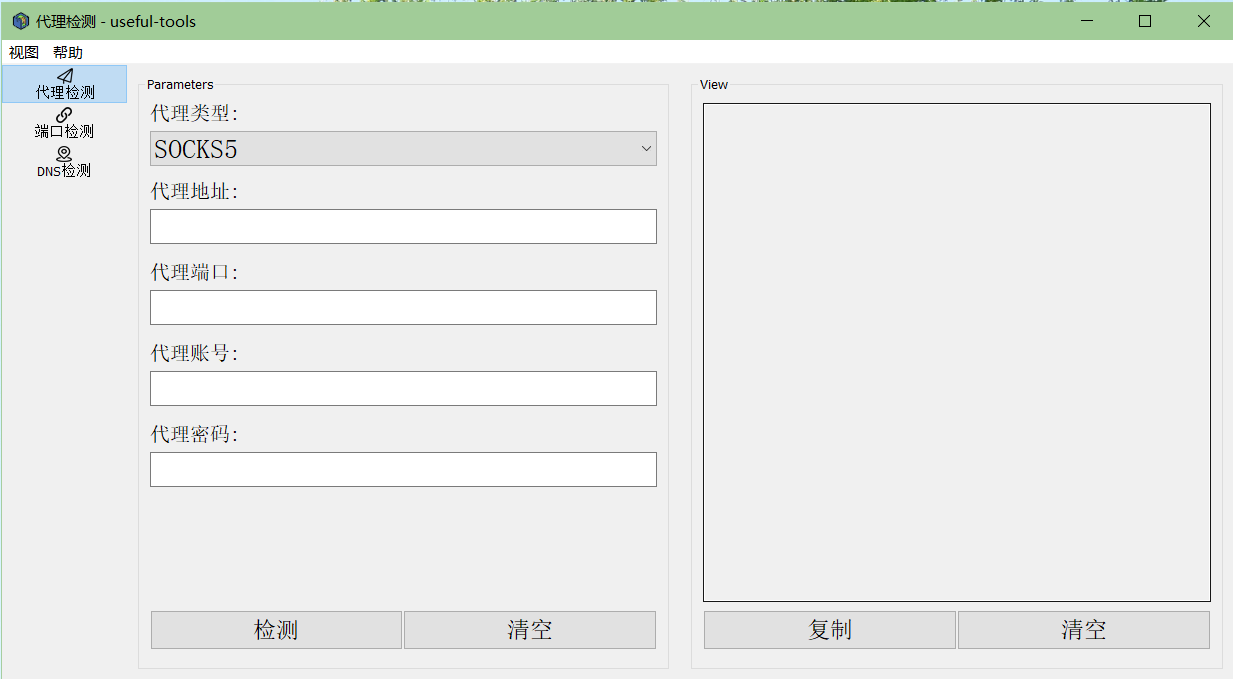 代理检测 - useful-tools
视图 帮助
代理检测
端口检测
DNS检测
Parameters
代理类型:
SOCKS5
代理地址:
代理端口:
代理账号:
代理密码:
检测 清空
View
复制 清空